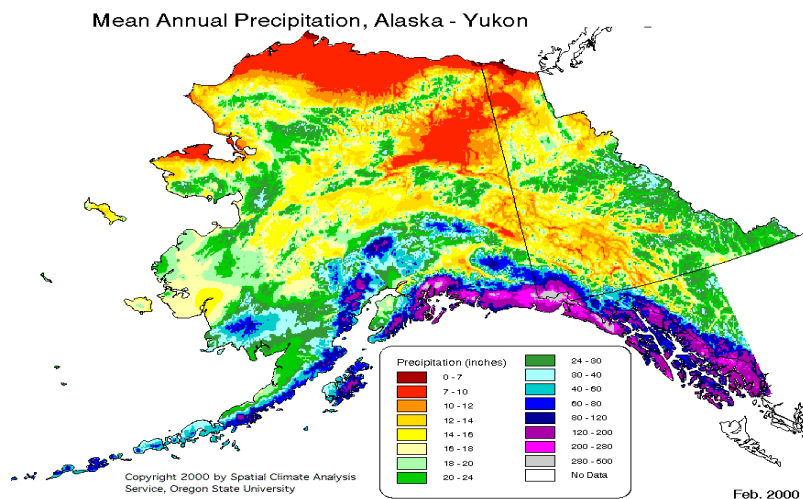 Mean Annual Precipitation, Alaska - Yukon
Precipitation (inches)
0 - 7
7 - 10
10 - 12
12 - 14
14 - 16
16 - 18
18 - 20
20 - 24
24 - 30
30 - 40
40 - 60
60 - 80
80 - 120
120 - 200
200 - 280
280 - 500
No Data
Copyright 2000 by Spatial Climate Analysis
Service, Oregon State University
Feb. 2000